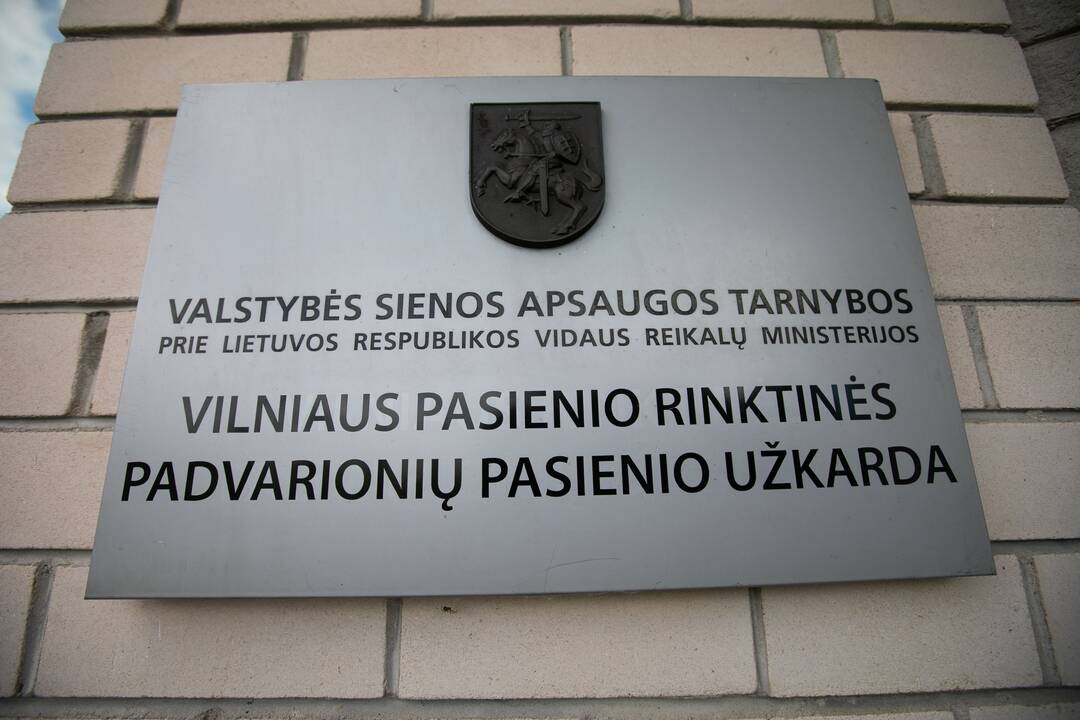 VALSTYBĖS SIENOS APSAUGOS TARNYBOS
PRIE LIETUVOS RESPUBLIKOS VIDAUS REIKALŲ MINISTERIJOS
VILNIAUS PASIENIO RINKTINĖS
PADVARIONIŲ PASIENIO UŽKARDA